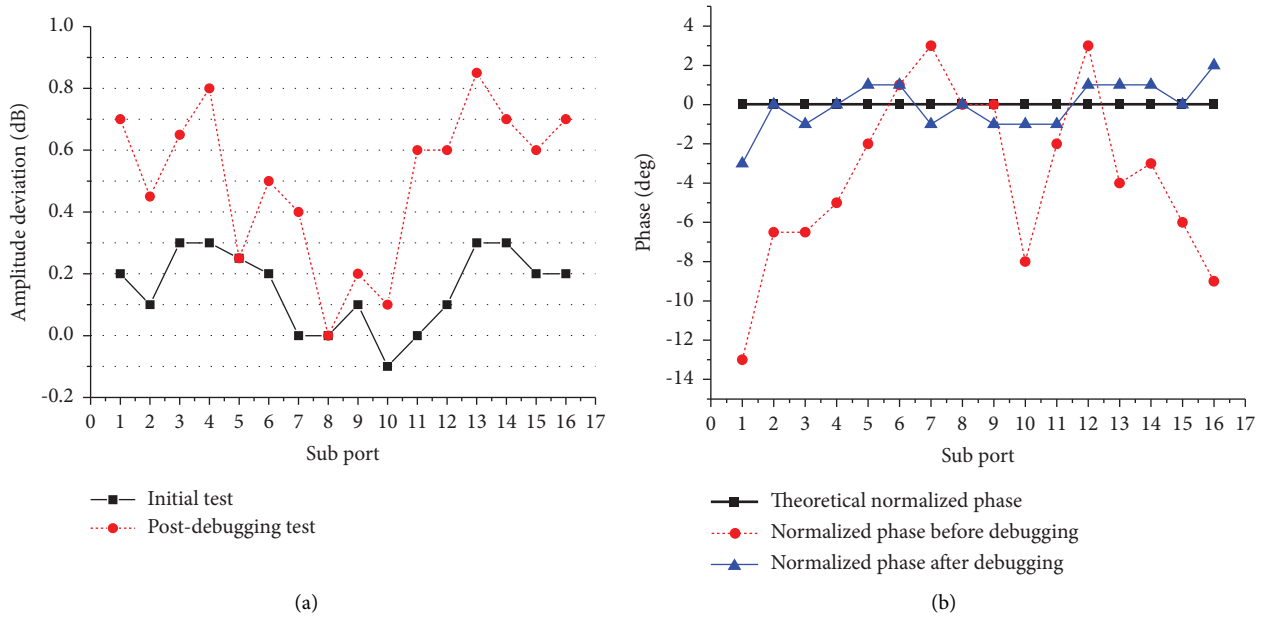 1.0
0.8
0.6
0.4
0.2
0.0
-0.2
Amplitude deviation (dB)
0 1 2 3 4 5 6 7 8 9 10 11 12 13 14 15 16 17
Sub port
Initial test
Post-debugging test
(a)
4
2
0
-2
-4
-6
-8
-10
-12
-14
Phase (deg)
0 1 2 3 4 5 6 7 8 9 10 11 12 13 14 15 16 17
Sub port
Theoretical normalized phase
Normalized phase before debugging
Normalized phase after debugging
(b)